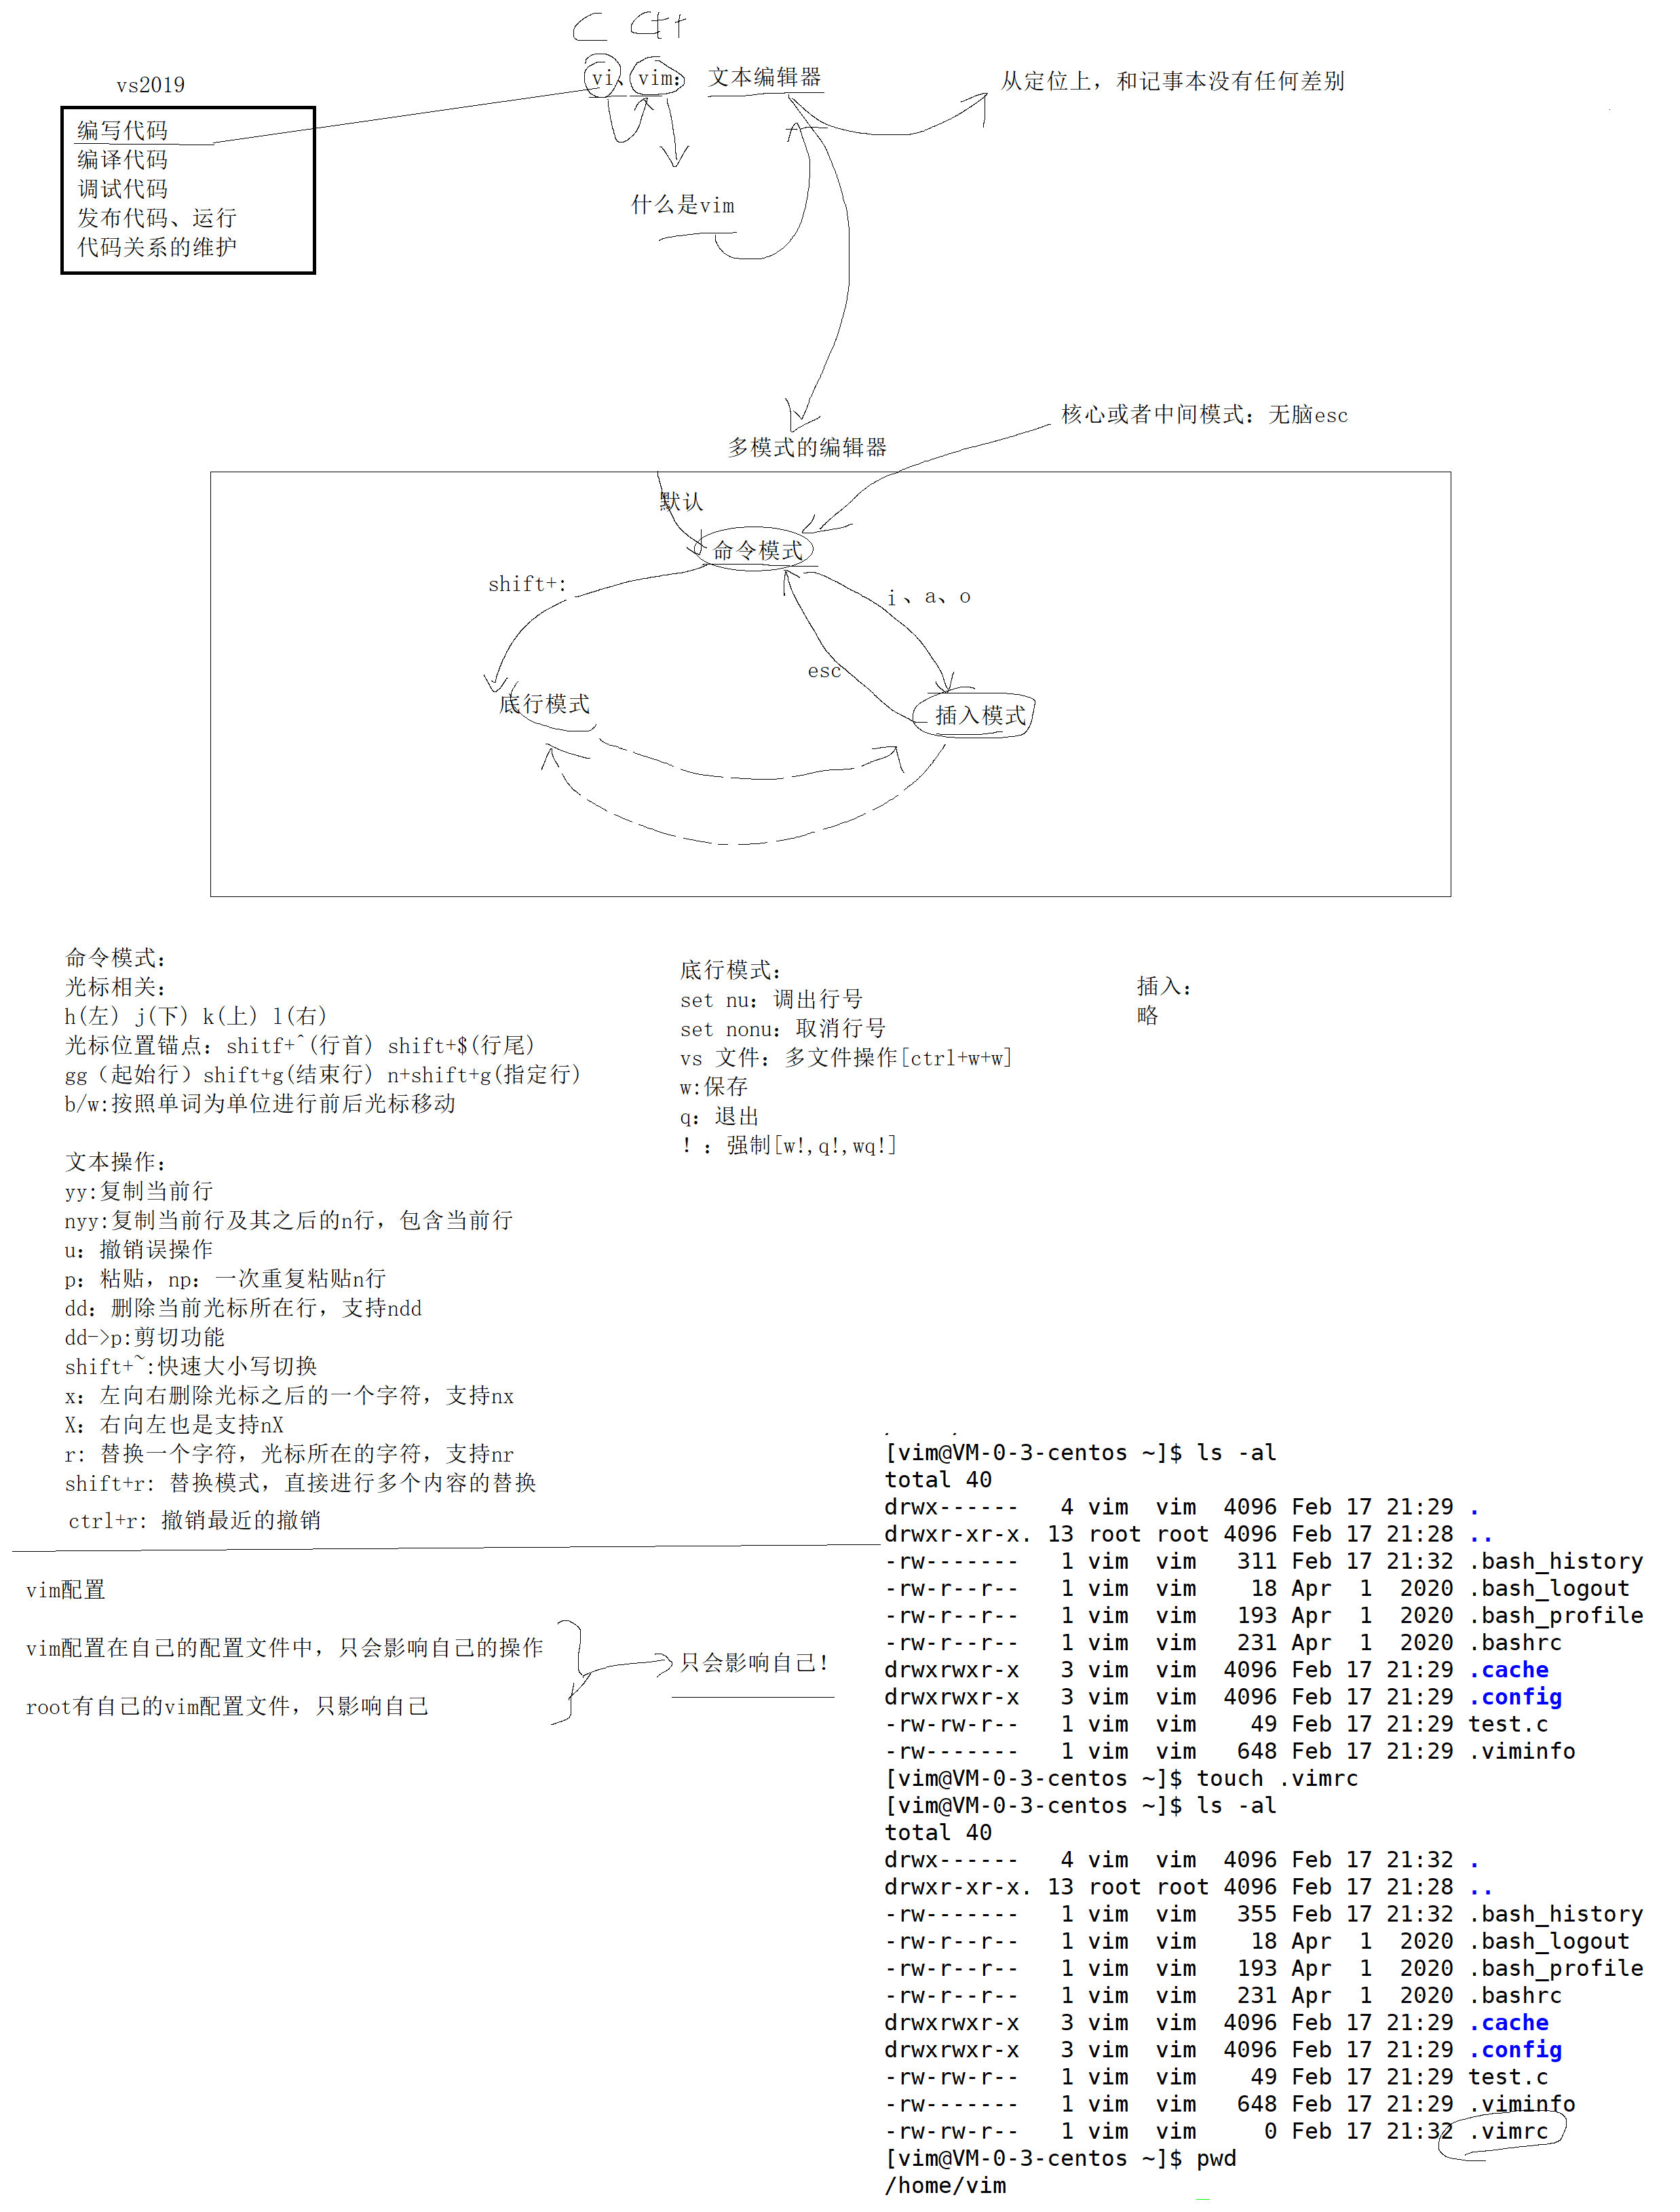 C C++
vs2019
vi、vim： 文本编辑器
从定位上，和记事本没有任何差别
编写代码
编译代码
调试代码
发布代码、运行
代码关系的维护
什么是vim
核心或者中间模式：无脑esc
多模式的编辑器
默认
命令模式
shift+:
i、a、o
esc
底行模式
插入模式
命令模式：
光标相关：
h(左) j(下) k(上) l(右)
光标位置锚点：shitf+^(行首) shift+$(行尾)
gg（起始行）shift+g(结束行) n+shift+g(指定行)
b/w:按照单词为单位进行前后光标移动
文本操作：
yy:复制当前行
nyy:复制当前行及其之后的n行，包含当前行
u：撤销误操作
p：粘贴，np：一次重复粘贴n行
dd：删除当前光标所在行，支持ndd
dd->p:剪切功能
shift+~:快速大小写切换
x：左向右删除光标之后的一个字符，支持nx
X：右向左也是支持nX
r: 替换一个字符，光标所在的字符，支持nr
shift+r: 替换模式，直接进行多个内容的替换
ctrl+r: 撤销最近的撤销
底行模式：
set nu：调出行号
set nonu：取消行号
vs 文件：多文件操作[ctrl+w+w]
w:保存
q：退出
！：强制[w!,q!,wq!]
插入：
略
vim配置
vim配置在自己的配置文件中，只会影响自己的操作
root有自己的vim配置文件，只影响自己
只会影响自己！
[vim@VM-0-3-centos ~]$ ls -al
total 40
drwx------ 4 vim vim 4096 Feb 17 21:29 .
drwxr-xr-x. 13 root root 4096 Feb 17 21:28 ..
-rw------- 1 vim vim 311 Feb 17 21:32 .bash_history
-rw-r--r-- 1 vim vim 18 Apr 1 2020 .bash_logout
-rw-r--r-- 1 vim vim 193 Apr 1 2020 .bash_profile
-rw-r--r-- 1 vim vim 231 Apr 1 2020 .bashrc
drwxrwxr-x 3 vim vim 4096 Feb 17 21:29 .cache
drwxrwxr-x 3 vim vim 4096 Feb 17 21:29 .config
-rw-rw-r-- 1 vim vim 49 Feb 17 21:29 test.c
-rw------- 1 vim vim 648 Feb 17 21:29 .viminfo
[vim@VM-0-3-centos ~]$ touch .vimrc
[vim@VM-0-3-centos ~]$ ls -al
total 40
drwx------ 4 vim vim 4096 Feb 17 21:32 .
drwxr-xr-x. 13 root root 4096 Feb 17 21:28 ..
-rw------- 1 vim vim 355 Feb 17 21:32 .bash_history
-rw-r--r-- 1 vim vim 18 Apr 1 2020 .bash_logout
-rw-r--r-- 1 vim vim 193 Apr 1 2020 .bash_profile
-rw-r--r-- 1 vim vim 231 Apr 1 2020 .bashrc
drwxrwxr-x 3 vim vim 4096 Feb 17 21:29 .cache
drwxrwxr-x 3 vim vim 4096 Feb 17 21:29 .config
-rw-rw-r-- 1 vim vim 49 Feb 17 21:29 test.c
-rw------- 1 vim vim 648 Feb 17 21:29 .viminfo
-rw-rw-r-- 1 vim vim 0 Feb 17 21:32 .vimrc
[vim@VM-0-3-centos ~]$ pwd
/home/vim